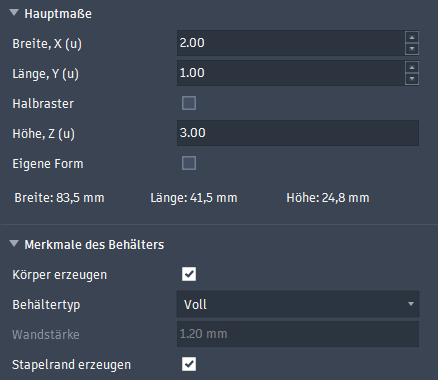 Hauptmaße
Breite, X (u) 2.00
Länge, Y (u) 1.00
Halbraster
Höhe, Z (u) 3.00
Eigene Form
Breite: 83,5 mm Länge: 41,5 mm Höhe: 24,8 mm
Merkmale des Behälters
Körper erzeugen
Behältertyp Voll
Wandstärke 1.20 mm
Stapelrand erzeugen